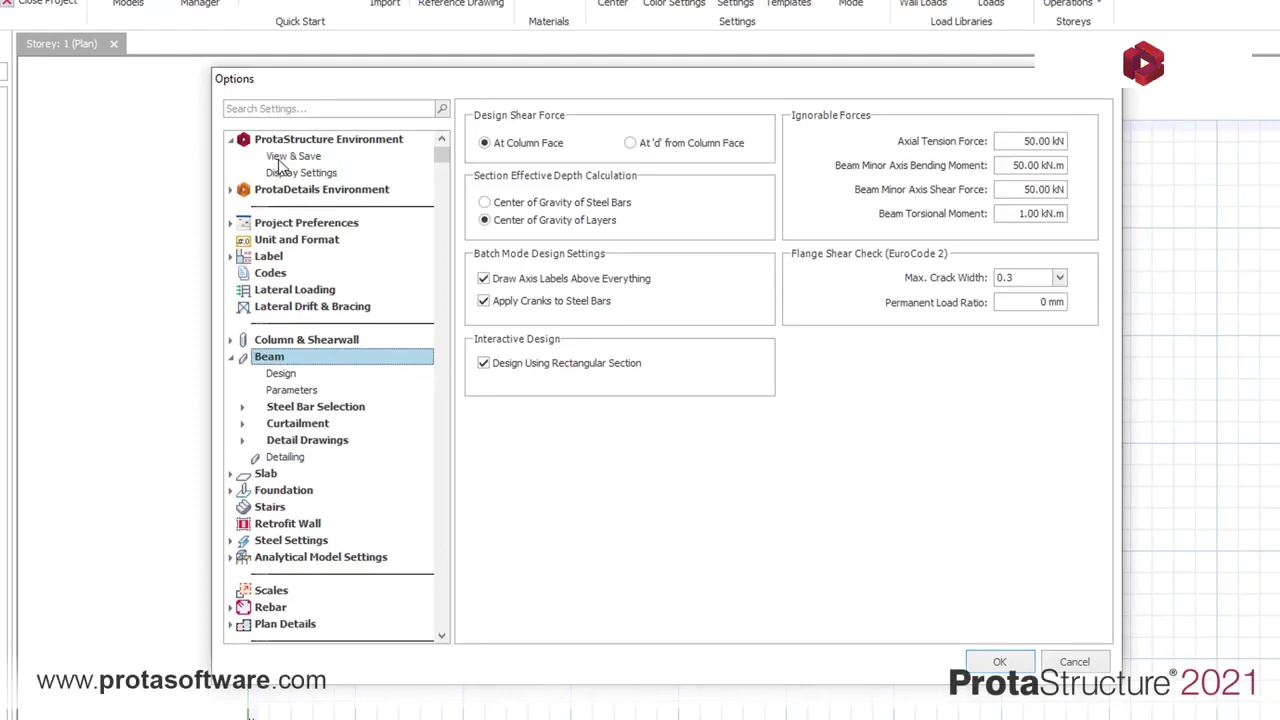 Close Project
Models
Manager
Import
Reference Drawing
Center
Color Settings
Settings
Templates
Mode
Wall Loads
Loads
Operations
Quick Start
Materials
Settings
Load Libraries
Storeys
Storey: 1 (Plan)
Options
Search Settings...
ProtaStructure Environment
View & Save
Display Settings
ProtaDetails Environment
Project Preferences
Unit and Format
Label
Codes
Lateral Loading
Lateral Drift & Bracing
Column & Shearwall
Beam
Design
Parameters
Steel Bar Selection
Curtailment
Detail Drawings
Detailing
Slab
Foundation
Stairs
Retrofit Wall
Steel Settings
Analytical Model Settings
Scales
Rebar
Plan Details
Design Shear Force
At Column Face
At 'd' from Column Face
Section Effective Depth Calculation
Center of Gravity of Steel Bars
Center of Gravity of Layers
Batch Mode Design Settings
Draw Axis Labels Above Everything
Apply Cranks to Steel Bars
Interactive Design
Design Using Rectangular Section
Ignorable Forces
Axial Tension Force: 50.00 kN
Beam Minor Axis Bending Moment: 50.00 kN.m
Beam Minor Axis Shear Force: 50.00 kN
Beam Torsional Moment: 1.00 kN.m
Flange Shear Check (EuroCode 2)
Max. Crack Width: 0.3
Permanent Load Ratio: 0 mm
OK
Cancel
www.protasoftware.com
ProtaStructure® 2021